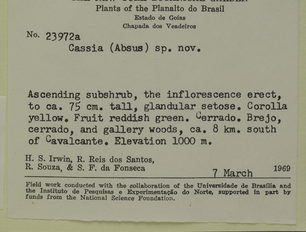 Plants of the Planalto do Brasil
Estado de Goias
Chapada dos Veadeiros
No. 23972a
Cassia (Absus) sp. nov.
Ascending subshrub, the inflorescence erect,
to ca. 75 cm. tall, glandular setose. Corolla
yellow. Fruit reddish green. Cerrado. Brejo,
cerrado, and gallery woods, ca. 8 km. south
of Cavalcante. Elevation 1000 m.
H. S. Irwin, R. Reis dos Santos,
R. Souza, & S. F. da Fonseca
7 March 1969
Field work conducted with the collaboration of the Universidade de Brasilia and
the Instituto de Pesquisas e Experimentação do Norte, supported in part by
funds from the National Science Foundation.